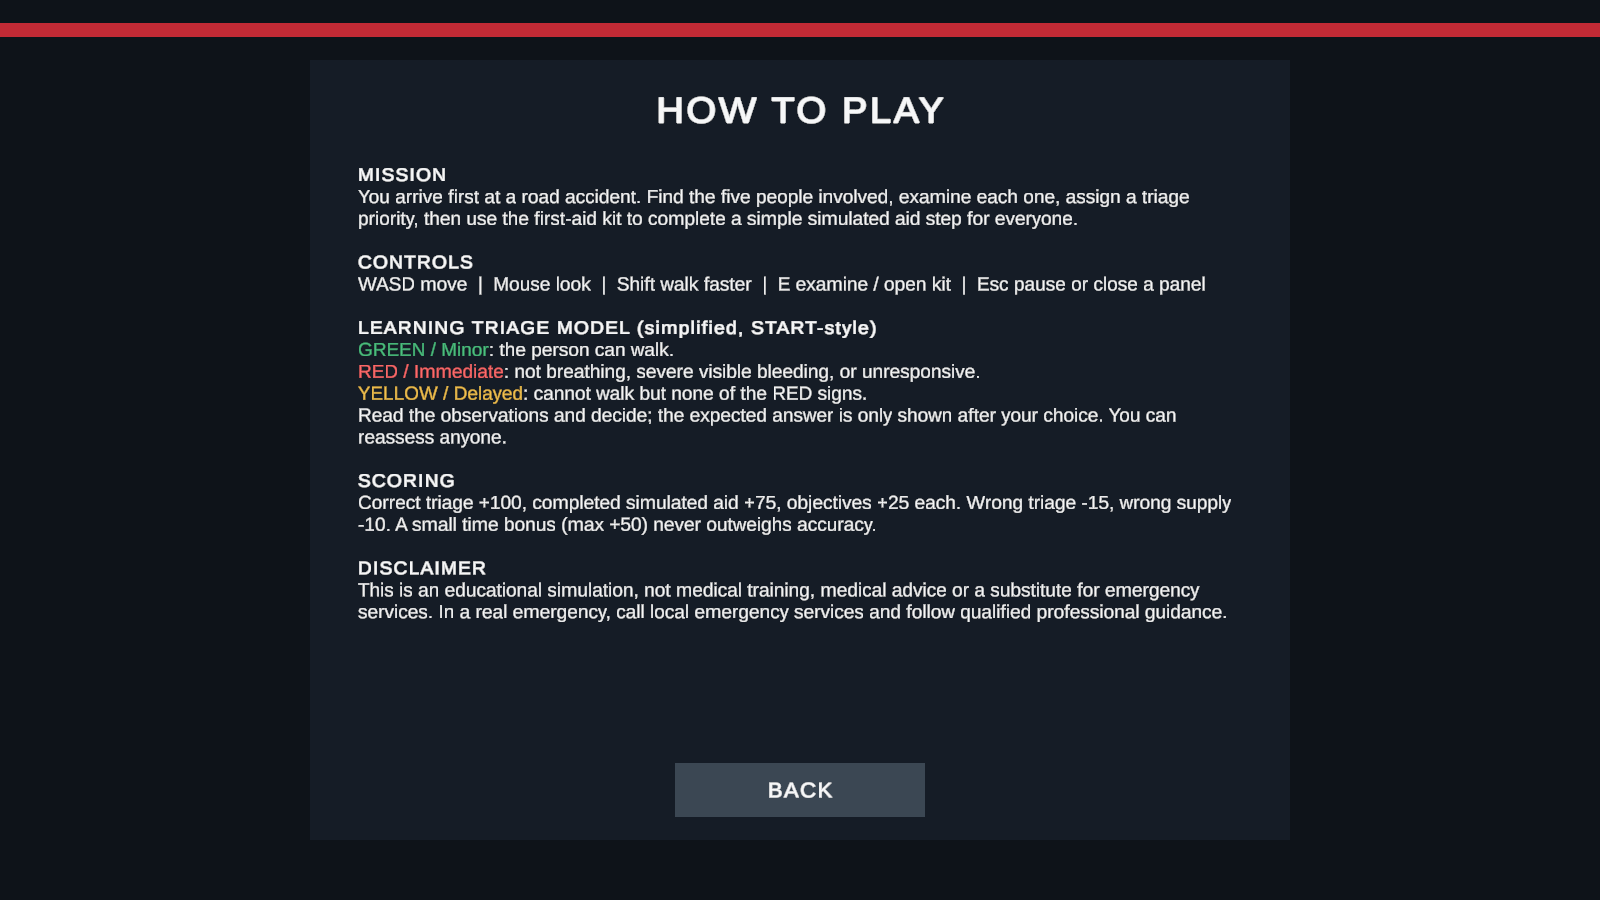 HOW TO PLAY
MISSION
You arrive first at a road accident. Find the five people involved, examine each one, assign a triage
priority, then use the first-aid kit to complete a simple simulated aid step for everyone.
CONTROLS
WASD move | Mouse look | Shift walk faster | E examine / open kit | Esc pause or close a panel
LEARNING TRIAGE MODEL (simplified, START-style)
GREEN / Minor: the person can walk.
RED / Immediate: not breathing, severe visible bleeding, or unresponsive.
YELLOW / Delayed: cannot walk but none of the RED signs.
Read the observations and decide; the expected answer is only shown after your choice. You can
reassess anyone.
SCORING
Correct triage +100, completed simulated aid +75, objectives +25 each. Wrong triage -15, wrong supply
-10. A small time bonus (max +50) never outweighs accuracy.
DISCLAIMER
This is an educational simulation, not medical training, medical advice or a substitute for emergency
services. In a real emergency, call local emergency services and follow qualified professional guidance.
BACK